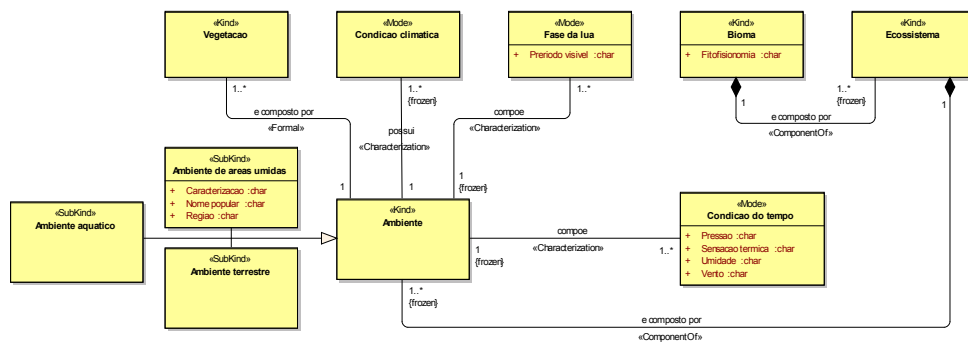 «Kind»
Vegetacao
«Mode»
Condicao climatica
«Mode»
Fase da lua
+ Preriodo visivel :char
«Kind»
Bioma
+ Fitofisionomia :char
«Kind»
Ecossistema
1..*
e composto por
«Formal»
1
1..*
{frozen}
possui
«Characterization»
1
1..*
compoe
«Characterization»
1
{frozen}
1
e composto por
«ComponentOf»
1..*
{frozen}
1
«SubKind»
Ambiente aquatico
«SubKind»
Ambiente de areas umidas
+ Caracterizacao :char
+ Nome popular :char
+ Regiao :char
«SubKind»
Ambiente terrestre
«Kind»
Ambiente
1
{frozen}
compoe
«Characterization»
1..*
«Mode»
Condicao do tempo
+ Pressao :char
+ Sensacao termica :char
+ Umidade :char
+ Vento :char
1..*
{frozen}
e composto por
«ComponentOf»